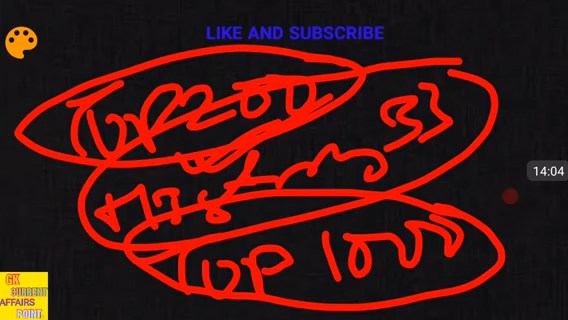 LIKE AND SUBSCRIBE
TOP 200
33
14:04
TOP 1000
GK
CURRENT
AFFAIRS
POINT